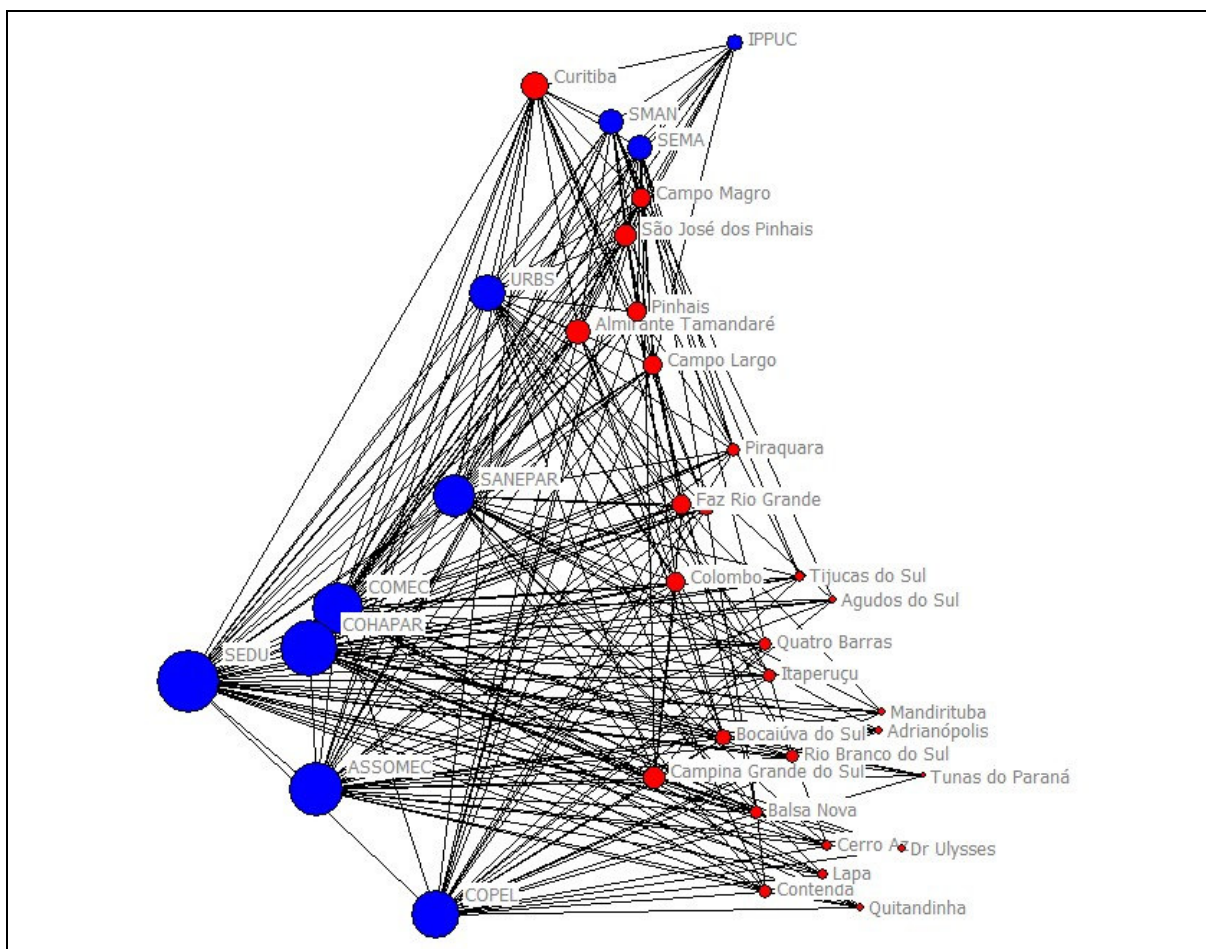 IPPUC
Curitiba
SMAN
SEMA
Campo Magro
São José dos Pinhais
URBS
Pinhais
Almirante Tamandaré
Campo Largo
Piraquara
SANEPAR
Faz Rio Grande
Tijucas do Sul
Colombo
COMEC
Agudos do Sul
COHAPAR
Quatro Barras
SEDU
Itaperuçu
Mandirituba
Adrianópolis
Bocaiúva do Sul
Rio Branco do Sul
ASSOMEC
Campina Grande do Sul
Tunas do Paraná
Balsa Nova
Cerro Az
Dr Ulysses
Lapa
Contenda
COPEL
Quitandinha